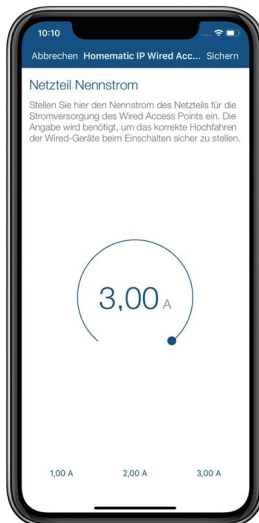 10:10
Abbrechen Homematic IP Wired Acc... Sichern
Netzteil Nennstrom
Stellen Sie hier den Nennstrom des Netzteils für die
Stromversorgung des Wired Access Points ein. Die
Angabe wird benötigt, um das korrekte Hochfahren
der Wired-Geräte beim Einschalten sicher zu stellen.
3,00 A
1,00 A 2,00 A 3,00 A